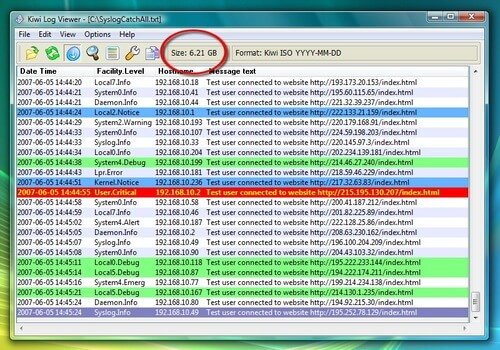 Kiwi Log Viewer - [C:\SyslogCatchAll.txt]
File Edit View Options Help
Size: 6.21 GB Format: Kiwi ISO YYYY-MM-DD
Date Time Facility.Level Hostname Message text
2007-06-05 14:44:20 Local7.Info 192.168.10.18 Test user connected to website http://193.173.20.153/index.html
2007-06-05 14:44:20 System0.Info 192.168.10.41 Test user connected to website http://195.60.115.65/index.html
2007-06-05 14:44:21 Daemon.Info 192.168.10.44 Test user connected to website http://221.32.39.237/index.html
2007-06-05 14:44:24 Local2.Notice 192.168.10.1 Test user connected to website http://222.133.21.159/index.html
2007-06-05 14:44:29 System2.Warning 192.168.10.193 Test user connected to website http://220.179.168.91/index.html
2007-06-05 14:44:30 System0.Info 192.168.10.107 Test user connected to website http://224.59.198.203/index.html
2007-06-05 14:44:33 Syslog.Info 192.168.10.207 Test user connected to website http://200.145.97.3/index.html
2007-06-05 14:44:34 Syslog.Info 192.168.10.104 Test user connected to website http://202.234.139.181/index.html
2007-06-05 14:44:38 System4.Debug 192.168.10.199 Test user connected to website http://214.46.27.240/index.html
2007-06-05 14:44:43 Lpr.Error 192.168.10.181 Test user connected to website http://218.69.49.228/index.html
2007-06-05 14:44:51 Kernel.Notice 192.168.10.236 Test user connected to website http://217.32.63.83/index.html
2007-06-05 14:44:55 User.Critical 192.168.10.2 Test user connected to website http://215.195.130.207/index.html
2007-06-05 14:44:58 System0.Info 192.168.10.56 Test user connected to website http://200.41.187.212/index.html
2007-06-05 14:44:59 Local6.Info 192.168.10.17 Test user connected to website http://201.82.225.89/index.html
2007-06-05 14:45:02 System4.Alert 192.168.10.187 Test user connected to website http://222.128.25.86/index.html
2007-06-05 14:45:07 Daemon.Info 192.168.10.212 Test user connected to website http://208.63.230.162/index.html
2007-06-05 14:45:07 Syslog.Info 192.168.10.49 Test user connected to website http://196.100.204.209/index.html
2007-06-05 14:45:09 System0.Info 192.168.10.90 Test user connected to website http://204.43.103.32/index.html
2007-06-05 14:45:11 Local0.Debug 192.168.10.118 Test user connected to website http://195.222.233.144/index.html
2007-06-05 14:45:14 Local5.Debug 192.168.10.87 Test user connected to website http://194.222.174.211/index.html
2007-06-05 14:45:16 System4.Emerg 192.168.10.77 Test user connected to website http://199.214.234.138/index.html
2007-06-05 14:45:21 Local5.Debug 192.168.10.167 Test user connected to website http://214.130.1.235/index.html
2007-06-05 14:45:24 Daemon.Info 192.168.10.80 Test user connected to website http://194.92.215.30/index.html
2007-06-05 14:45:24 Syslog.Info 192.168.10.49 Test user connected to website http://195.252.78.129/index.html